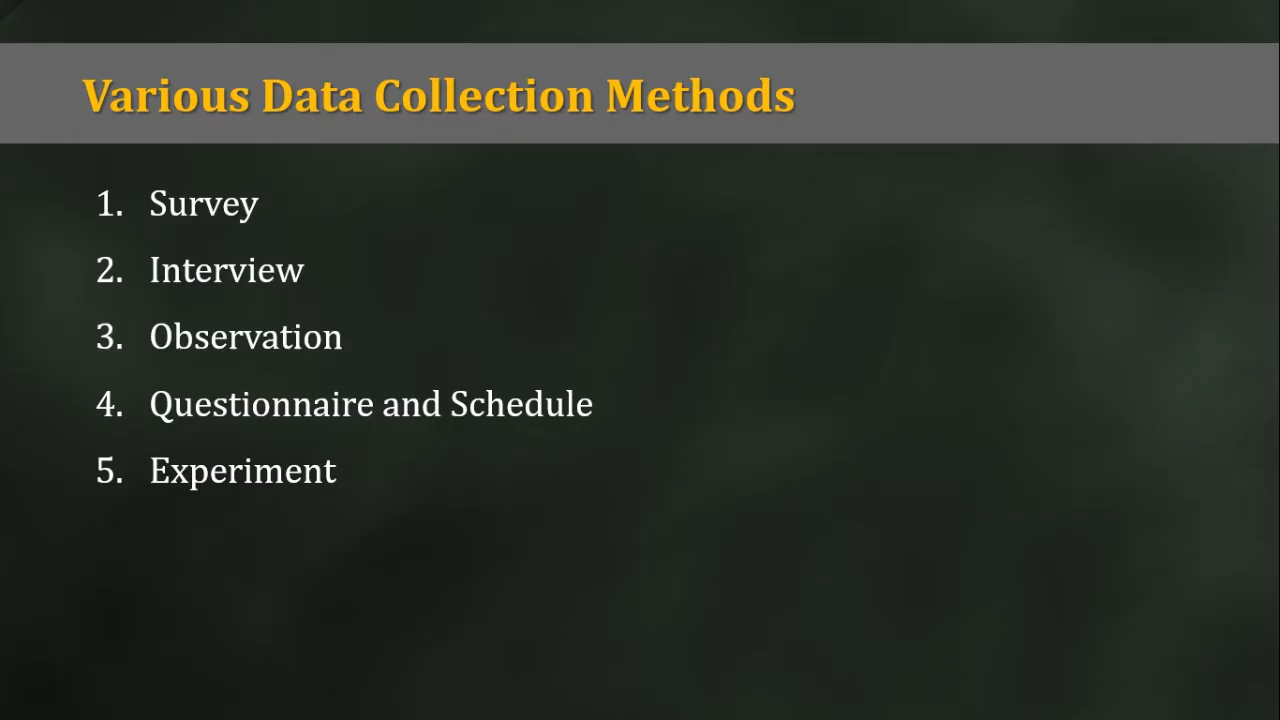 Various Data Collection Methods
1. Survey
2. Interview
3. Observation
4. Questionnaire and Schedule
5. Experiment